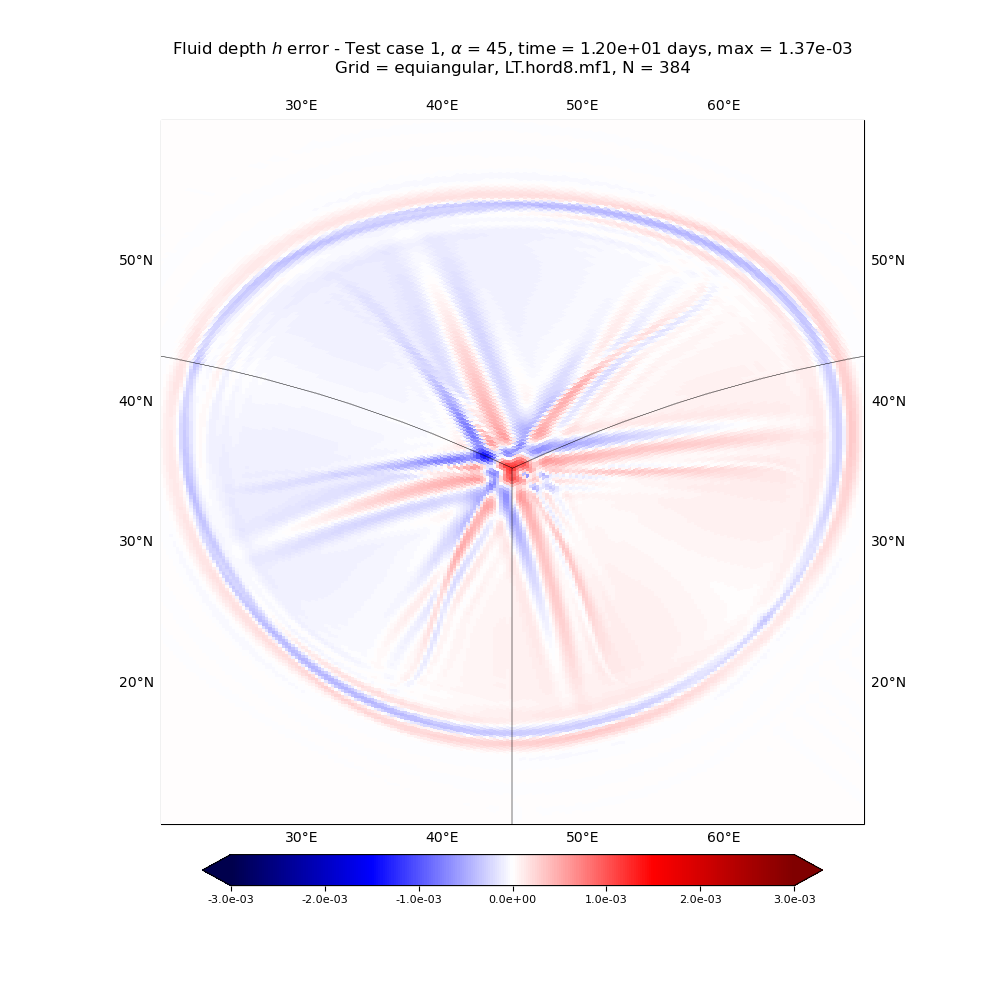 Fluid depth h error - Test case 1, α = 45, time = 1.20e+01 days, max = 1.37e-03
Grid = equiangular, LT.hord8.mf1, N = 384
30°E 40°E 50°E 60°E
50°N 50°N
40°N 40°N
30°N 30°N
20°N 20°N
30°E 40°E 50°E 60°E
-3.0e-03 -2.0e-03 -1.0e-03 0.0e+00 1.0e-03 2.0e-03 3.0e-03